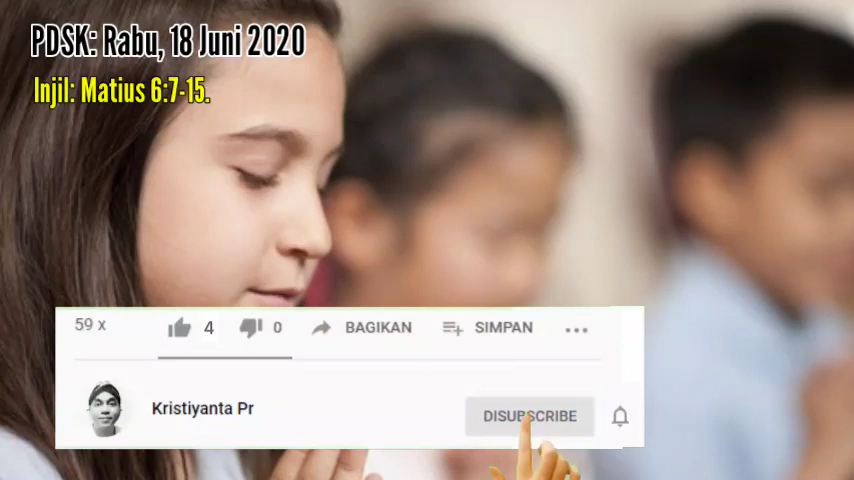 PDSK: Rabu, 18 Juni 2020
Injil: Matius 6:7-15.
59 x 4 0 BAGIKAN SIMPAN
Kristiyanta Pr DISUBSCRIBE